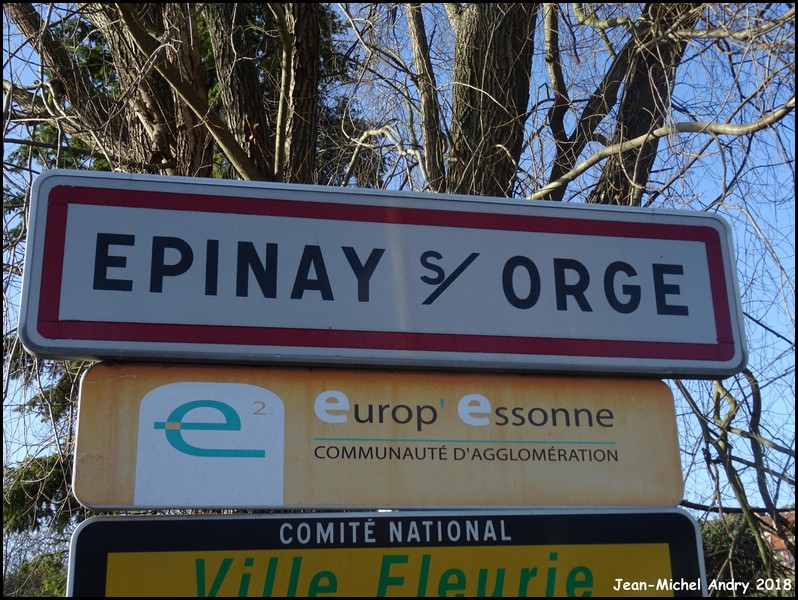 EPINAY s/ ORGE
e²
europ' essonne
COMMUNAUTÉ D'AGGLOMÉRATION
COMITÉ NATIONAL
Ville Fleurie
Jean-Michel Andry 2018